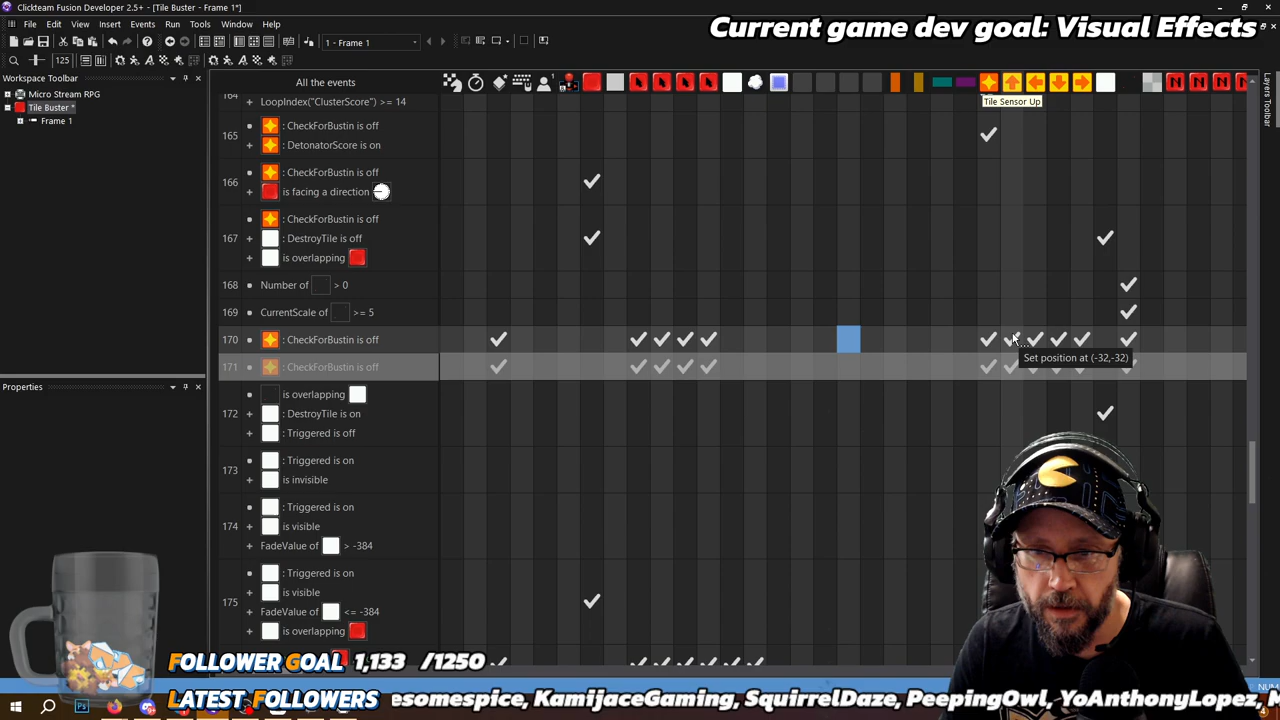 Clickteam Fusion Developer 2.5+ - [Tile Buster - Frame 1*]
Current game dev goal: Visual Effects
File Edit View Insert Events Run Tools Window Help
1 - Frame 1
125
Workspace Toolbar
All the events
Layers Toolbar
Micro Stream RPG
Tile Buster *
Frame 1
Tile Sensor Up
164
LoopIndex("ClusterScore") >= 14
165
: CheckForBustin is off
: DetonatorScore is on
166
: CheckForBustin is off
is facing a direction
167
: CheckForBustin is off
: DestroyTile is off
is overlapping
168
Number of > 0
169
CurrentScale of >= 5
170
: CheckForBustin is off
Set position at (-32,-32)
171
: CheckForBustin is off
Properties
172
is overlapping
: DestroyTile is on
: Triggered is off
173
: Triggered is on
is invisible
174
: Triggered is on
is visible
FadeValue of > -384
175
: Triggered is on
is visible
FadeValue of <= -384
is overlapping
Follower Goal 1,133 /1250
NUM
Latest Followers esomespice, KamijaceGaming, SquirrelDaze, PeepingOwl, YoAnthonyLopez,